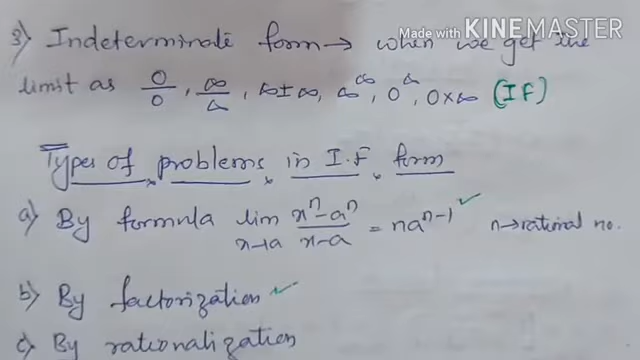 Made with KINEMASTER
3) Indeterminate form → when we get the
limit as 0/0, ∞/∞, ∞±∞, ∞^∞, 0^0, 0×∞ (IF)
Types of problems in I.F form
a) By formula lim x→a (x^n - a^n)/(x-a) = na^(n-1) ✓ n→rational no.
b) By factorization ✓
c) By rationalization